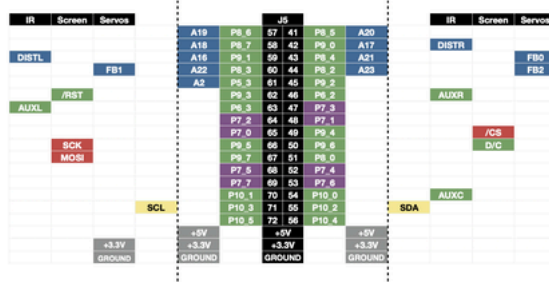 IR Screen Servos J5 IR Screen Servos
A19 P8_6 57 41 P8_5 A20
A18 P8_7 58 42 P9_0 A17 DISTR
DISTL A16 P9_1 59 43 P8_4 A21 FB0
FB1 A22 P8_3 60 44 P8_2 A23 FB2
A2 P5_3 61 45 P9_2
/RST P9_3 62 46 P6_2 AUXR
AUXL P6_3 63 47 P7_3
P7_2 64 48 P7_1
P7_0 65 49 P9_4 /CS
SCK P9_5 66 50 P9_6 D/C
MOSI P9_7 67 51 P8_0
P7_5 68 52 P7_4
P7_7 69 53 P7_6
P10_1 70 54 P10_0 AUXC
SCL P10_3 71 55 P10_2 SDA
P10_5 72 56 P10_4
+5V +5V +5V
+3.3V +3.3V +3.3V +3.3V
GROUND GROUND GROUND GROUND